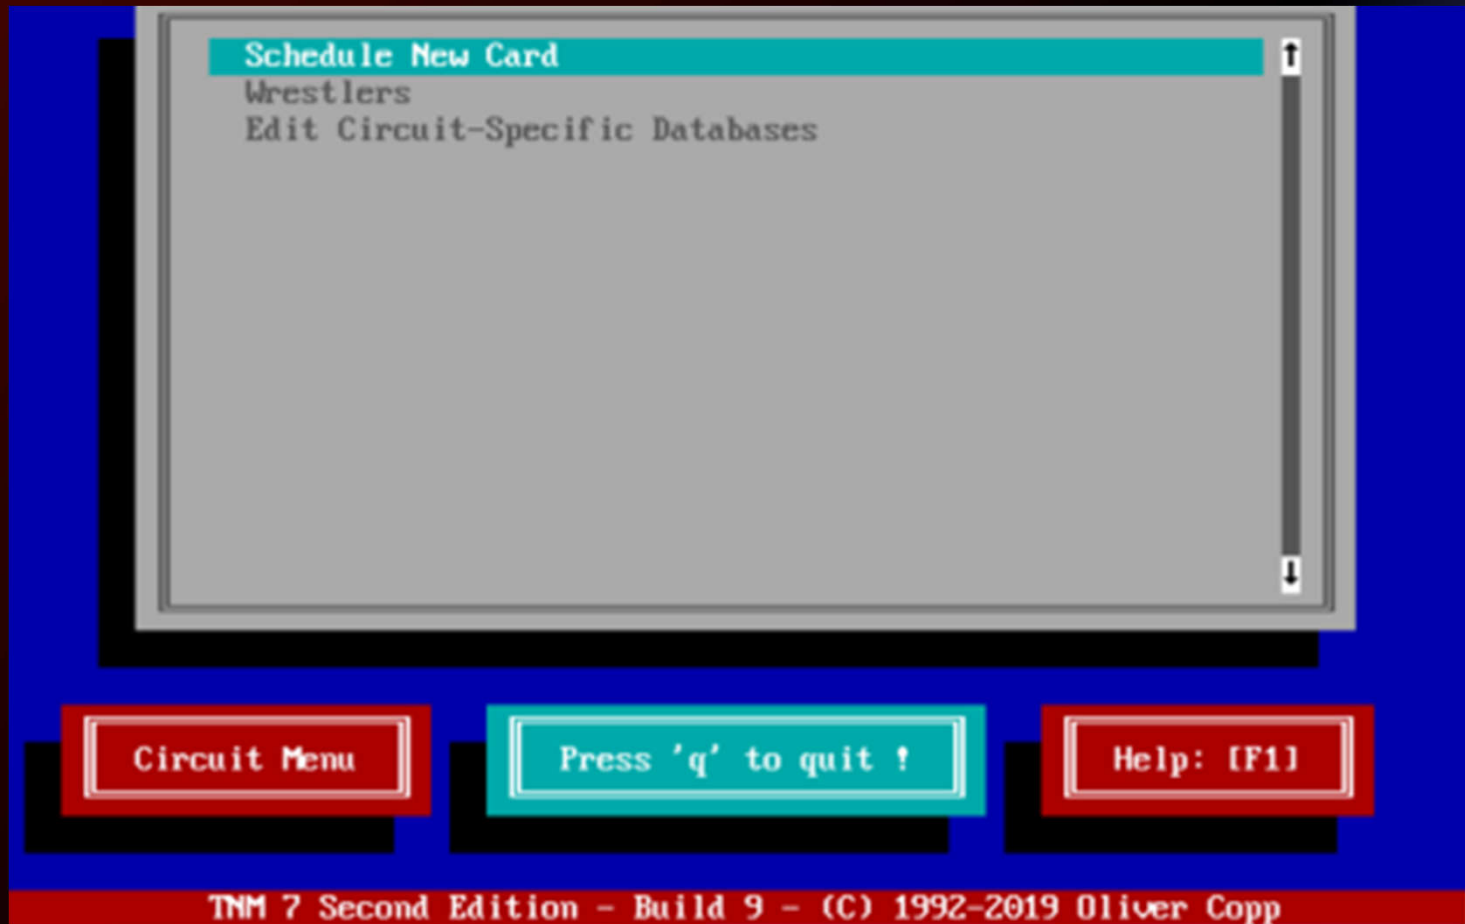 Schedule New Card
Wrestlers
Edit Circuit-Specific Databases
↑
↓
Circuit Menu
Press 'q' to quit !
Help: [F1]
TNM 7 Second Edition - Build 9 - (C) 1992-2019 Oliver Copp